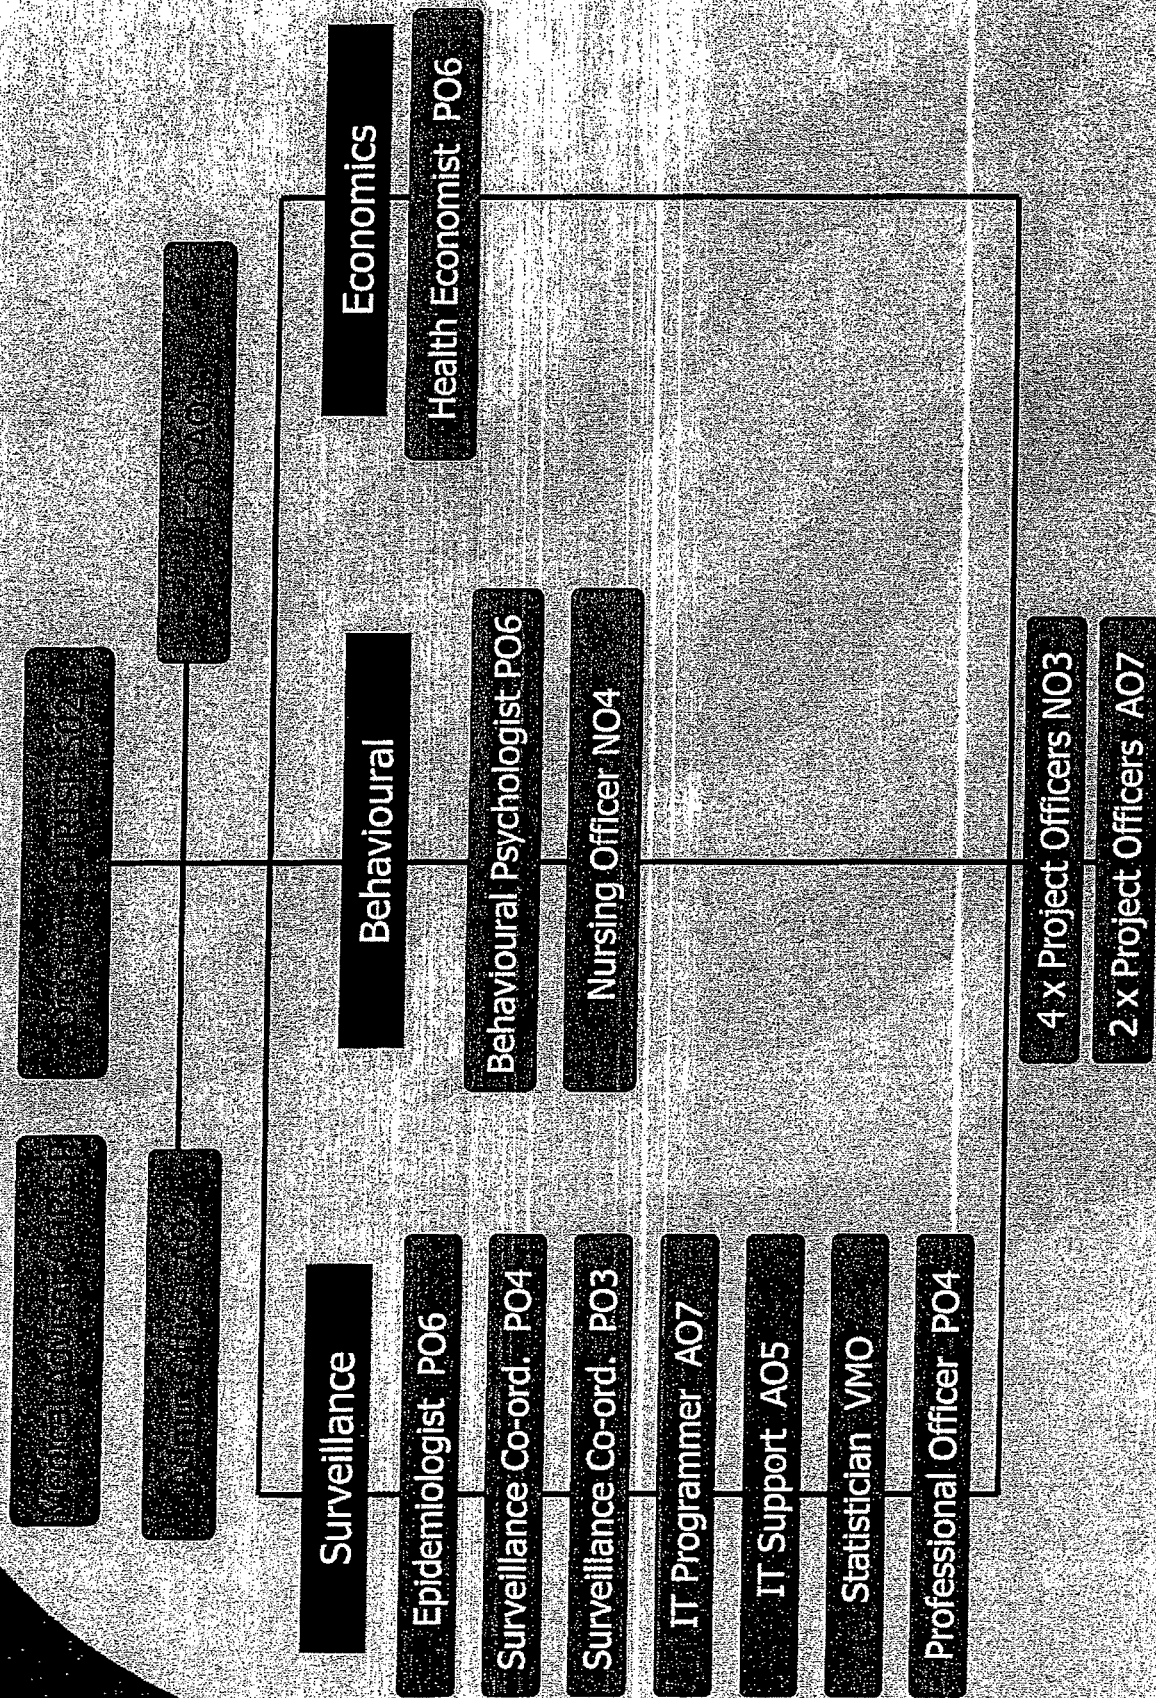 ESO AO3
Surveillance
Epidemiologist PO6
Surveillance Co-ord. PO4
Surveillance Co-ord. PO3
IT Programmer AO7
IT Support AO5
Statistician VMO
Professional Officer PO4
Behavioural
Behavioural Psychologist PO6
Nursing Officer NO4
Economics
Health Economist PO6
4 x Project Officers NO3
2 x Project Officers AO7